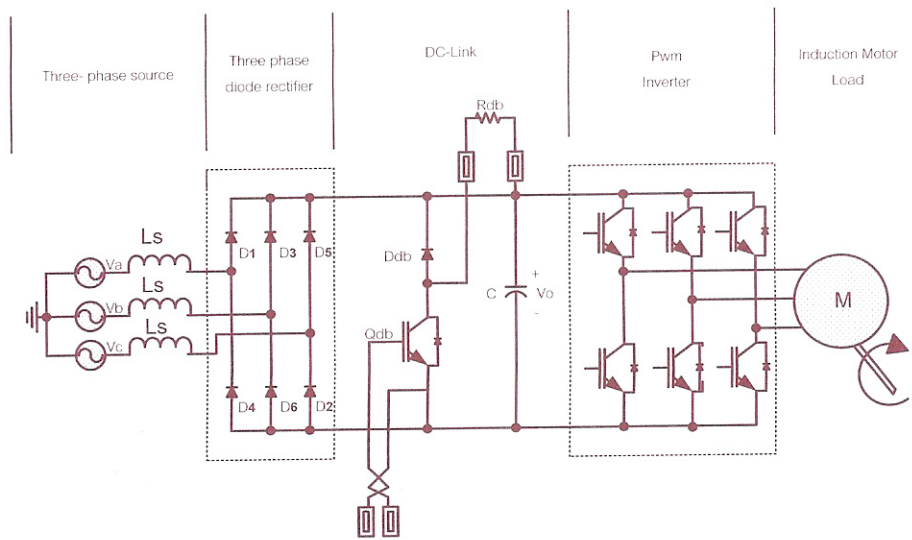 Three- phase source
Three phase
diode rectifier
DC-Link
Pwm
Inverter
Induction Motor
Load
Rdb
Ls
Va
D1
D3
D5
Ddb
Ls
Vb
C
+
Vo
-
M
Ls
Vc
Qdb
D4
D6
D2